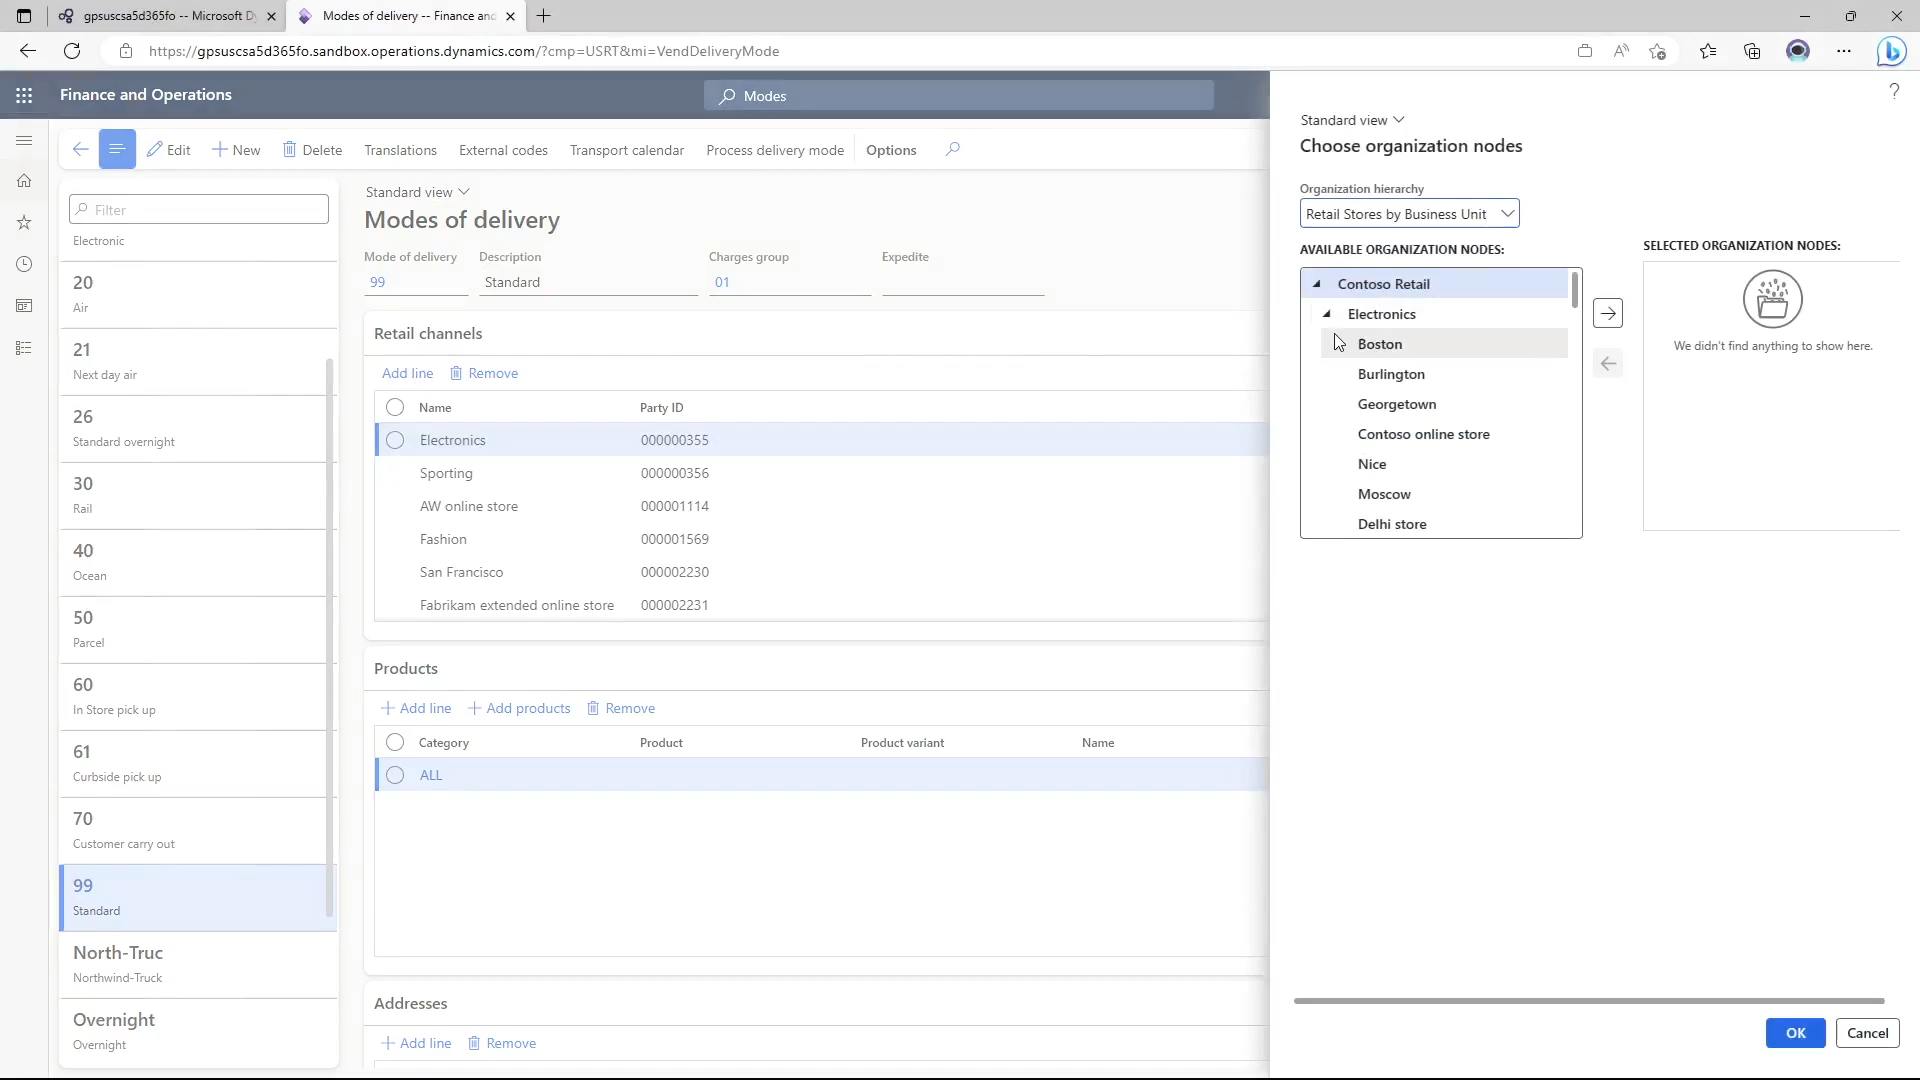 gpsuscsa5d365fo -- Microsoft Dy
Modes of delivery -- Finance and
https://gpsuscsa5d365fo.sandbox.operations.dynamics.com/?cmp=USRT&mi=VendDeliveryMode
Finance and Operations
Modes
?
Edit
New
Delete
Translations
External codes
Transport calendar
Process delivery mode
Options
Filter
Electronic
20
Air
21
Next day air
26
Standard overnight
30
Rail
40
Ocean
50
Parcel
60
In Store pick up
61
Curbside pick up
70
Customer carry out
99
Standard
North-Truc
Northwind-Truck
Overnight
Overnight
Standard view
Modes of delivery
Mode of delivery Description Charges group Expedite
99 Standard 01
Retail channels
Add line Remove
Name Party ID
Electronics 000000355
Sporting 000000356
AW online store 000001114
Fashion 000001569
San Francisco 000002230
Fabrikam extended online store 000002231
Products
Add line Add products Remove
Category Product Product variant Name
ALL
Addresses
Add line Remove
Standard view
Choose organization nodes
Organization hierarchy
Retail Stores by Business Unit
AVAILABLE ORGANIZATION NODES:
Contoso Retail
Electronics
Boston
Burlington
Georgetown
Contoso online store
Nice
Moscow
Delhi store
SELECTED ORGANIZATION NODES:
We didn't find anything to show here.
OK
Cancel